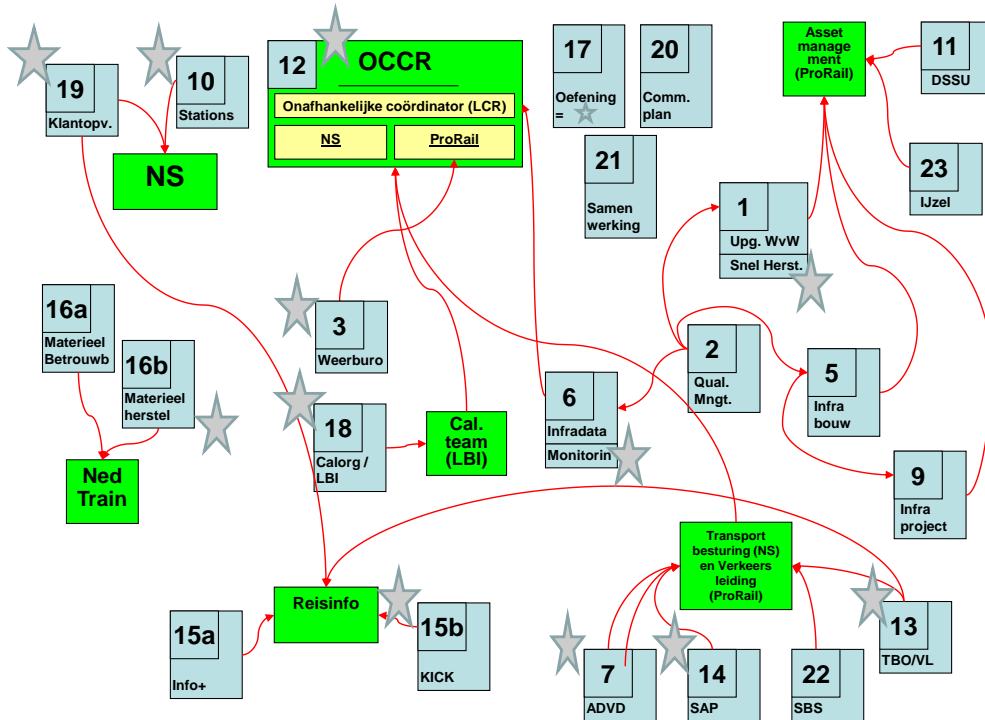 19
Klantopv.
10
Stations
NS
12
OCCR
Onafhankelijke coördinator (LCR)
NS
ProRail
17
Oefening
=
20
Comm.
plan
21
Samen
werking
Asset
manage
ment
(ProRail)
11
DSSU
23
IJzel
1
Upg. WvW
Snel Herst.
16a
Materieel
Betrouwb
16b
Materieel
herstel
Ned
Train
3
Weerburo
18
Calorg /
LBI
Cal.
team
(LBI)
6
Infradata
Monitorin
2
Qual.
Mngt.
5
Infra
bouw
9
Infra
project
Transport
besturing (NS)
en Verkeers
leiding
(ProRail)
Reisinfo
15a
Info+
15b
KICK
7
ADVD
14
SAP
22
SBS
13
TBO/VL